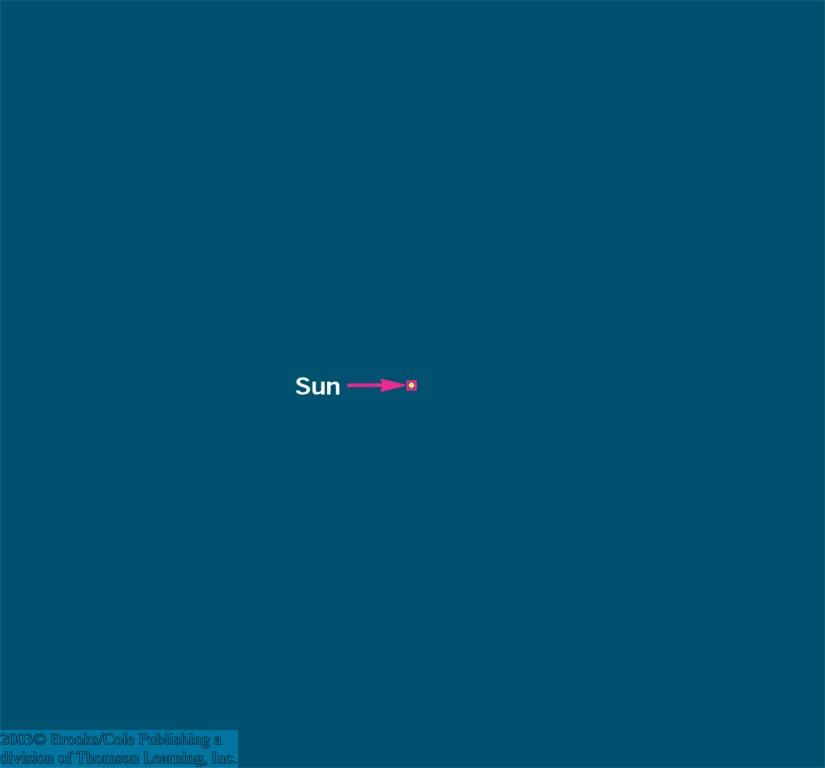 Sun
2003© Brooks/Cole Publishing a
division of Thomson Learning, Inc.